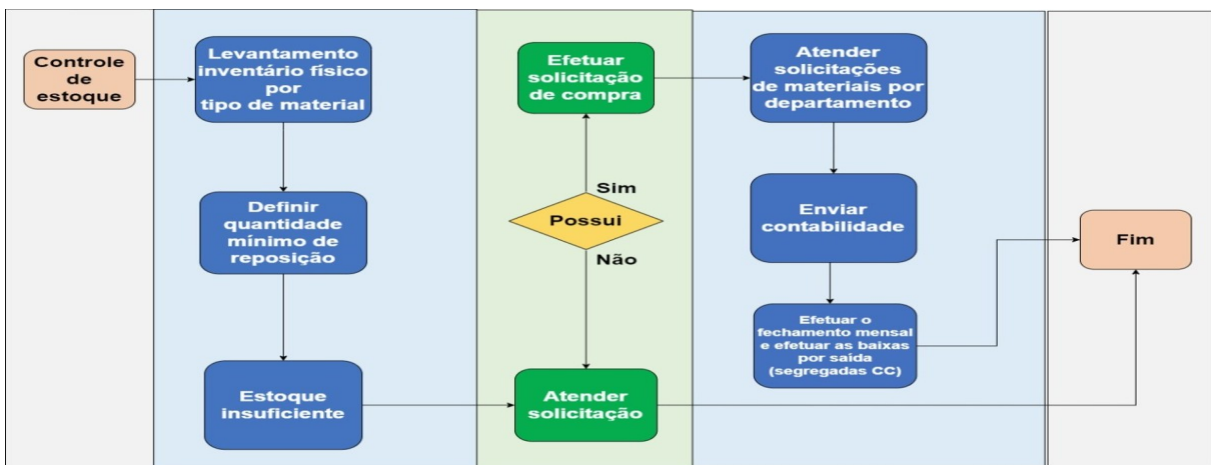 Controle
de
estoque
Levantamento
inventário físico
por
tipo de material
Definir
quantidade
mínimo de
reposição
Estoque
insuficiente
Efetuar
solicitação
de compra
Sim
Possui
Não
Atender
solicitação
Atender
solicitações
de materiais por
departamento
Enviar
contabilidade
Efetuar o
fechamento mensal
e efetuar as baixas
por saída
(segregadas CC)
Fim